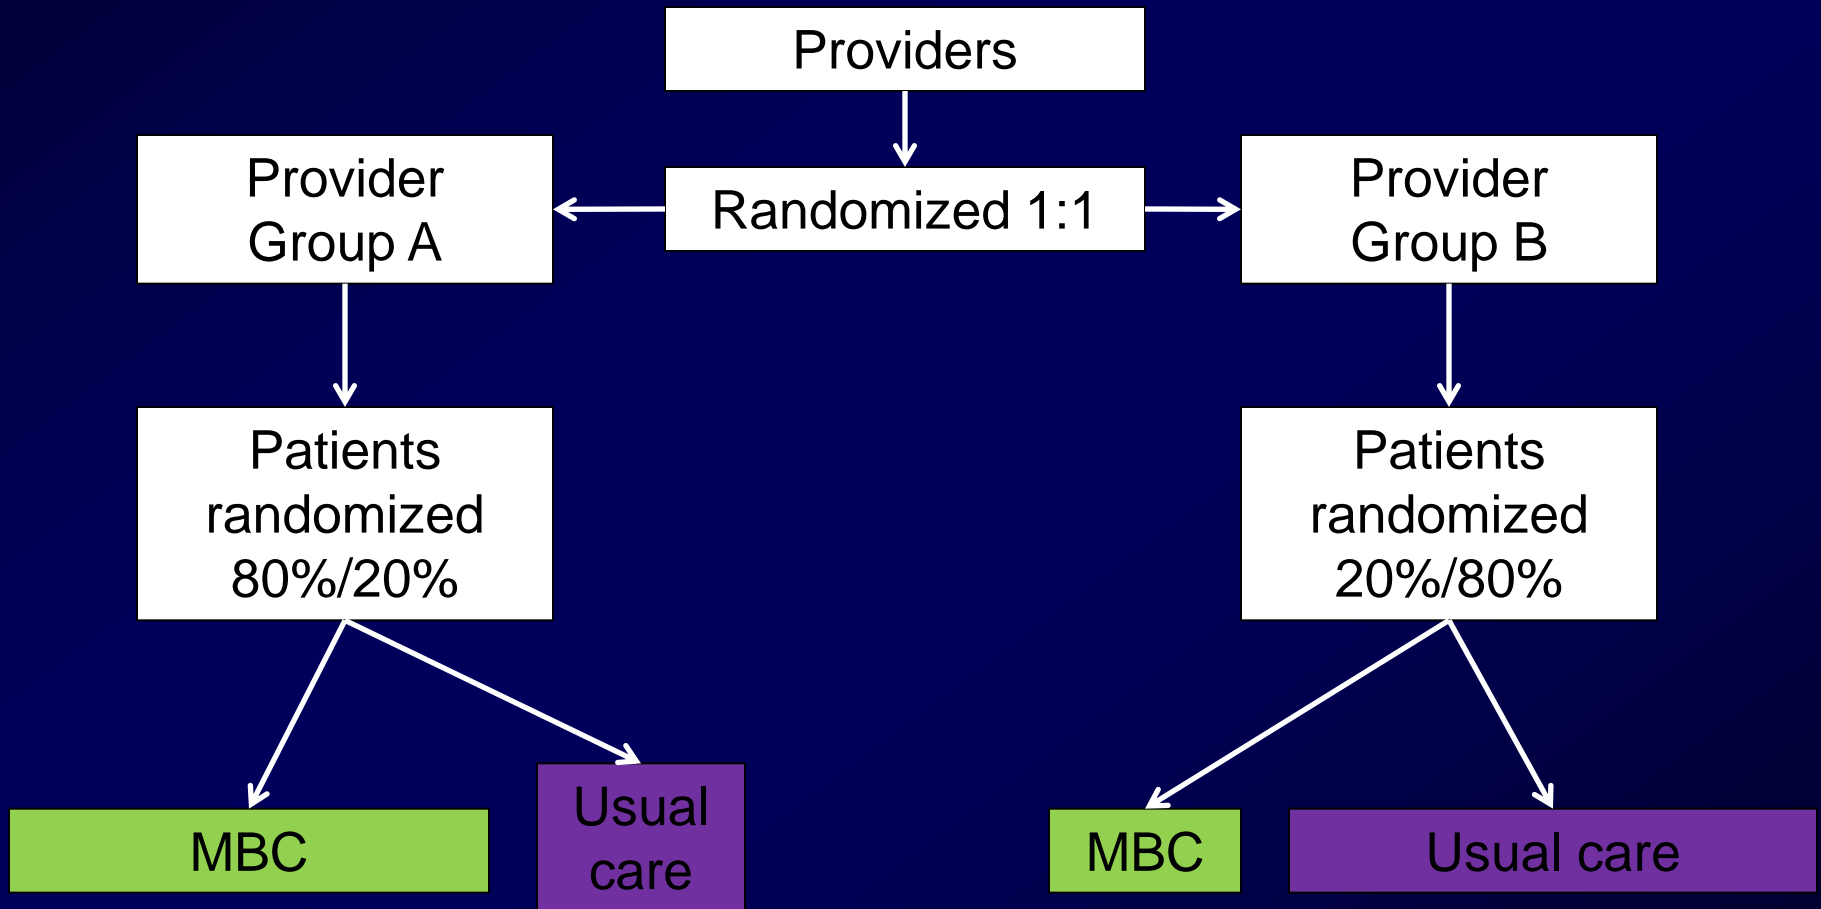 Providers
Randomized 1:1
Provider
Group A
Provider
Group B
Patients
randomized
80%/20%
Patients
randomized
20%/80%
MBC
Usual
care
MBC
Usual care